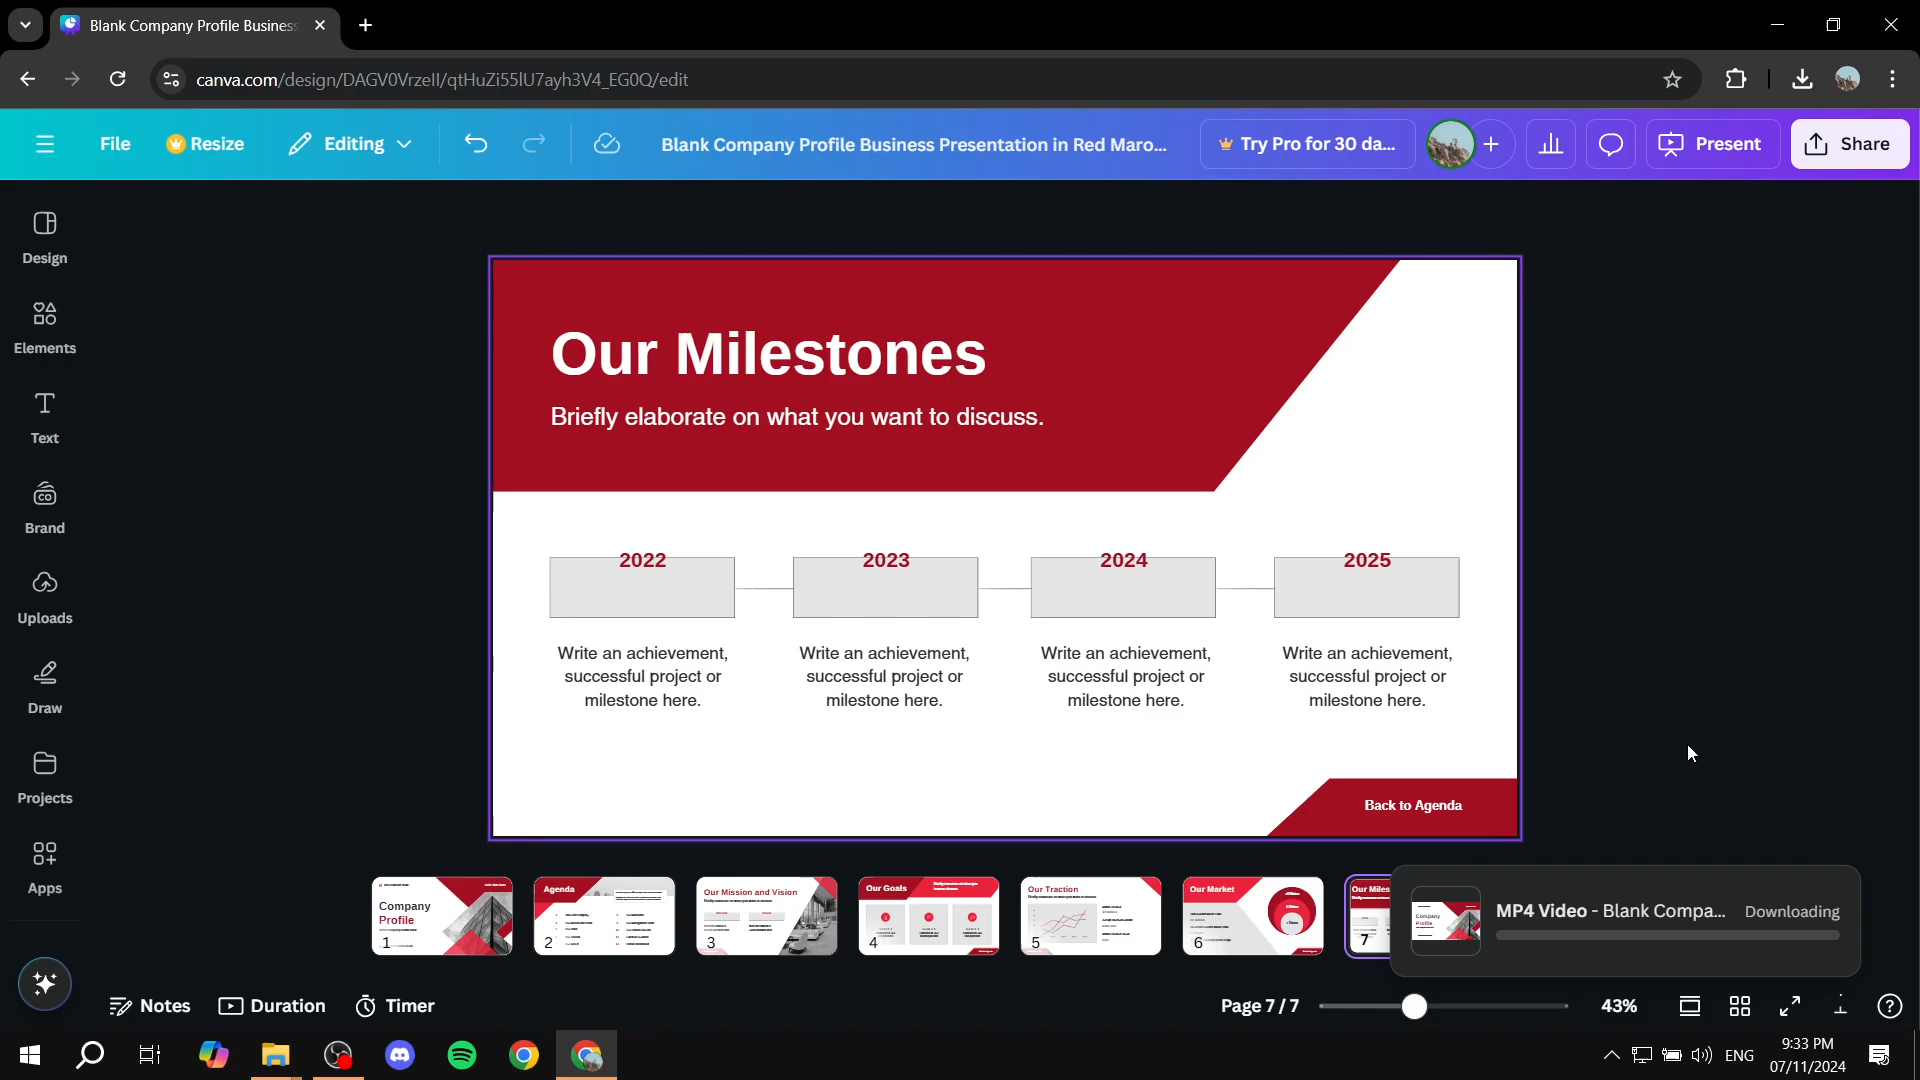 Blank Company Profile Business
canva.com/design/DAGV0VrzeII/qtHuZi55lU7ayh3V4_EG0Q/edit
File
Resize
Editing
Blank Company Profile Business Presentation in Red Maro...
Try Pro for 30 da...
Present
Share
Design
Elements
Text
Brand
Uploads
Draw
Projects
Apps
Our Milestones
Briefly elaborate on what you want to discuss.
2022 2023 2024 2025
Write an achievement, Write an achievement, Write an achievement, Write an achievement,
successful project or successful project or successful project or successful project or
milestone here. milestone here. milestone here. milestone here.
Back to Agenda
Company
Profile
1
Agenda
2
Our Mission and Vision
3
Our Goals
4
Our Traction
5
Our Market
6
Our Miles
7
Company
Profile
MP4 Video - Blank Compa... Downloading
Notes
Duration
Timer
Page 7 / 7
43%
ENG
9:33 PM
07/11/2024